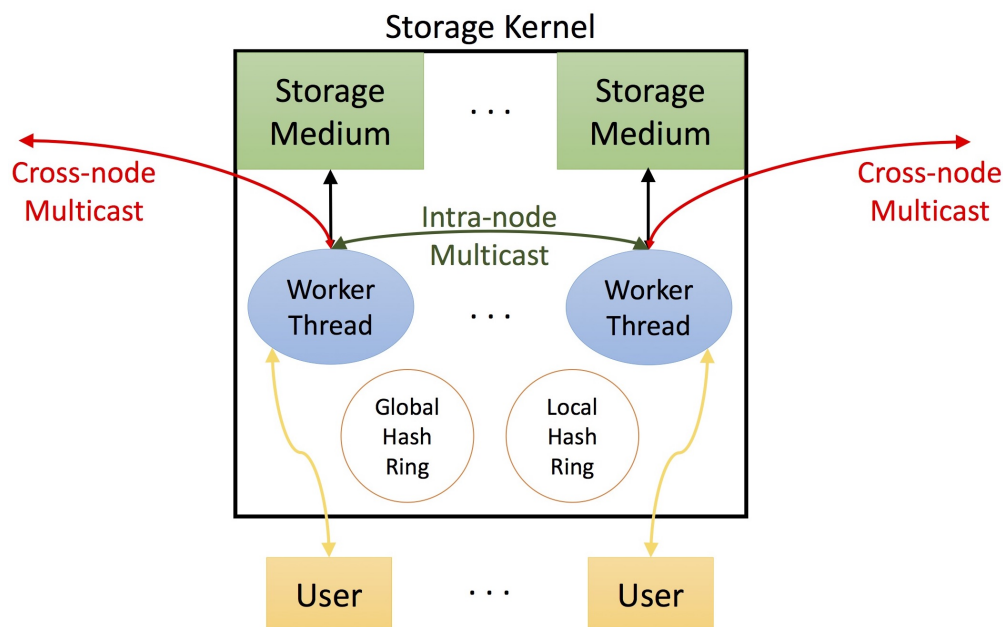 Storage Kernel
Storage
Medium
. . .
Storage
Medium
Cross-node
Multicast
Cross-node
Multicast
Intra-node
Multicast
Worker
Thread
. . .
Worker
Thread
Global
Hash
Ring
Local
Hash
Ring
User
. . .
User